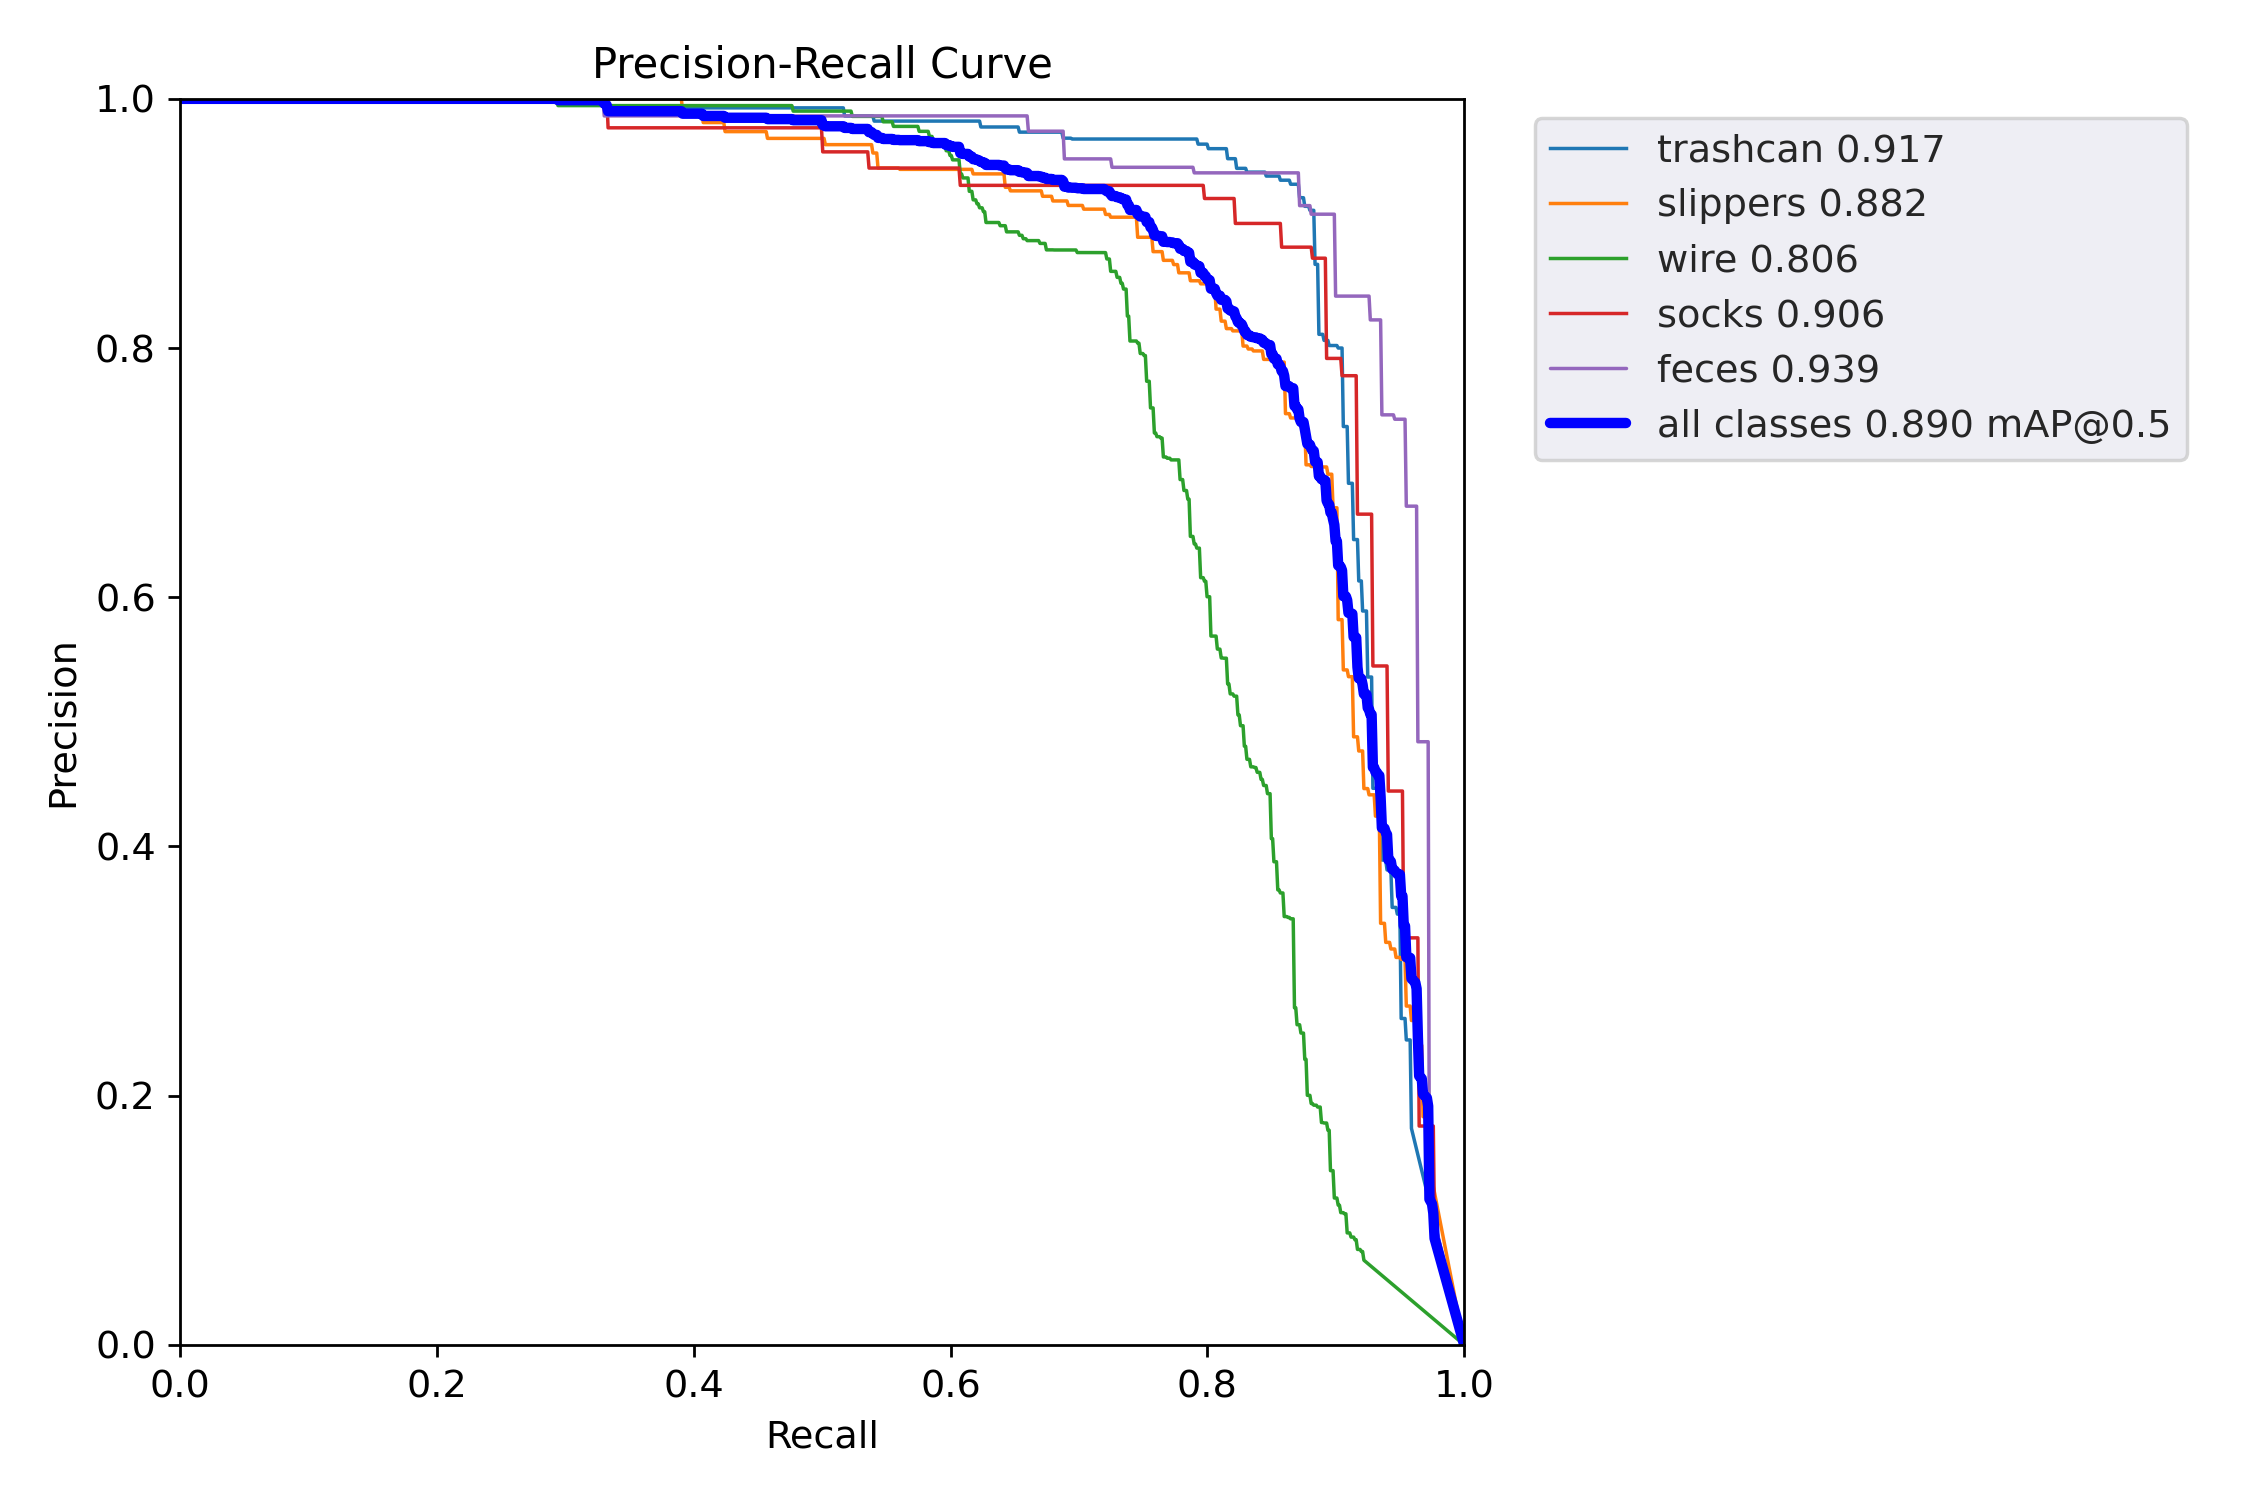 Precision-Recall Curve
1.0
0.8
0.6
0.4
0.2
0.0
Precision
0.0 0.2 0.4 0.6 0.8 1.0
Recall
trashcan 0.917
slippers 0.882
wire 0.806
socks 0.906
feces 0.939
all classes 0.890 mAP@0.5